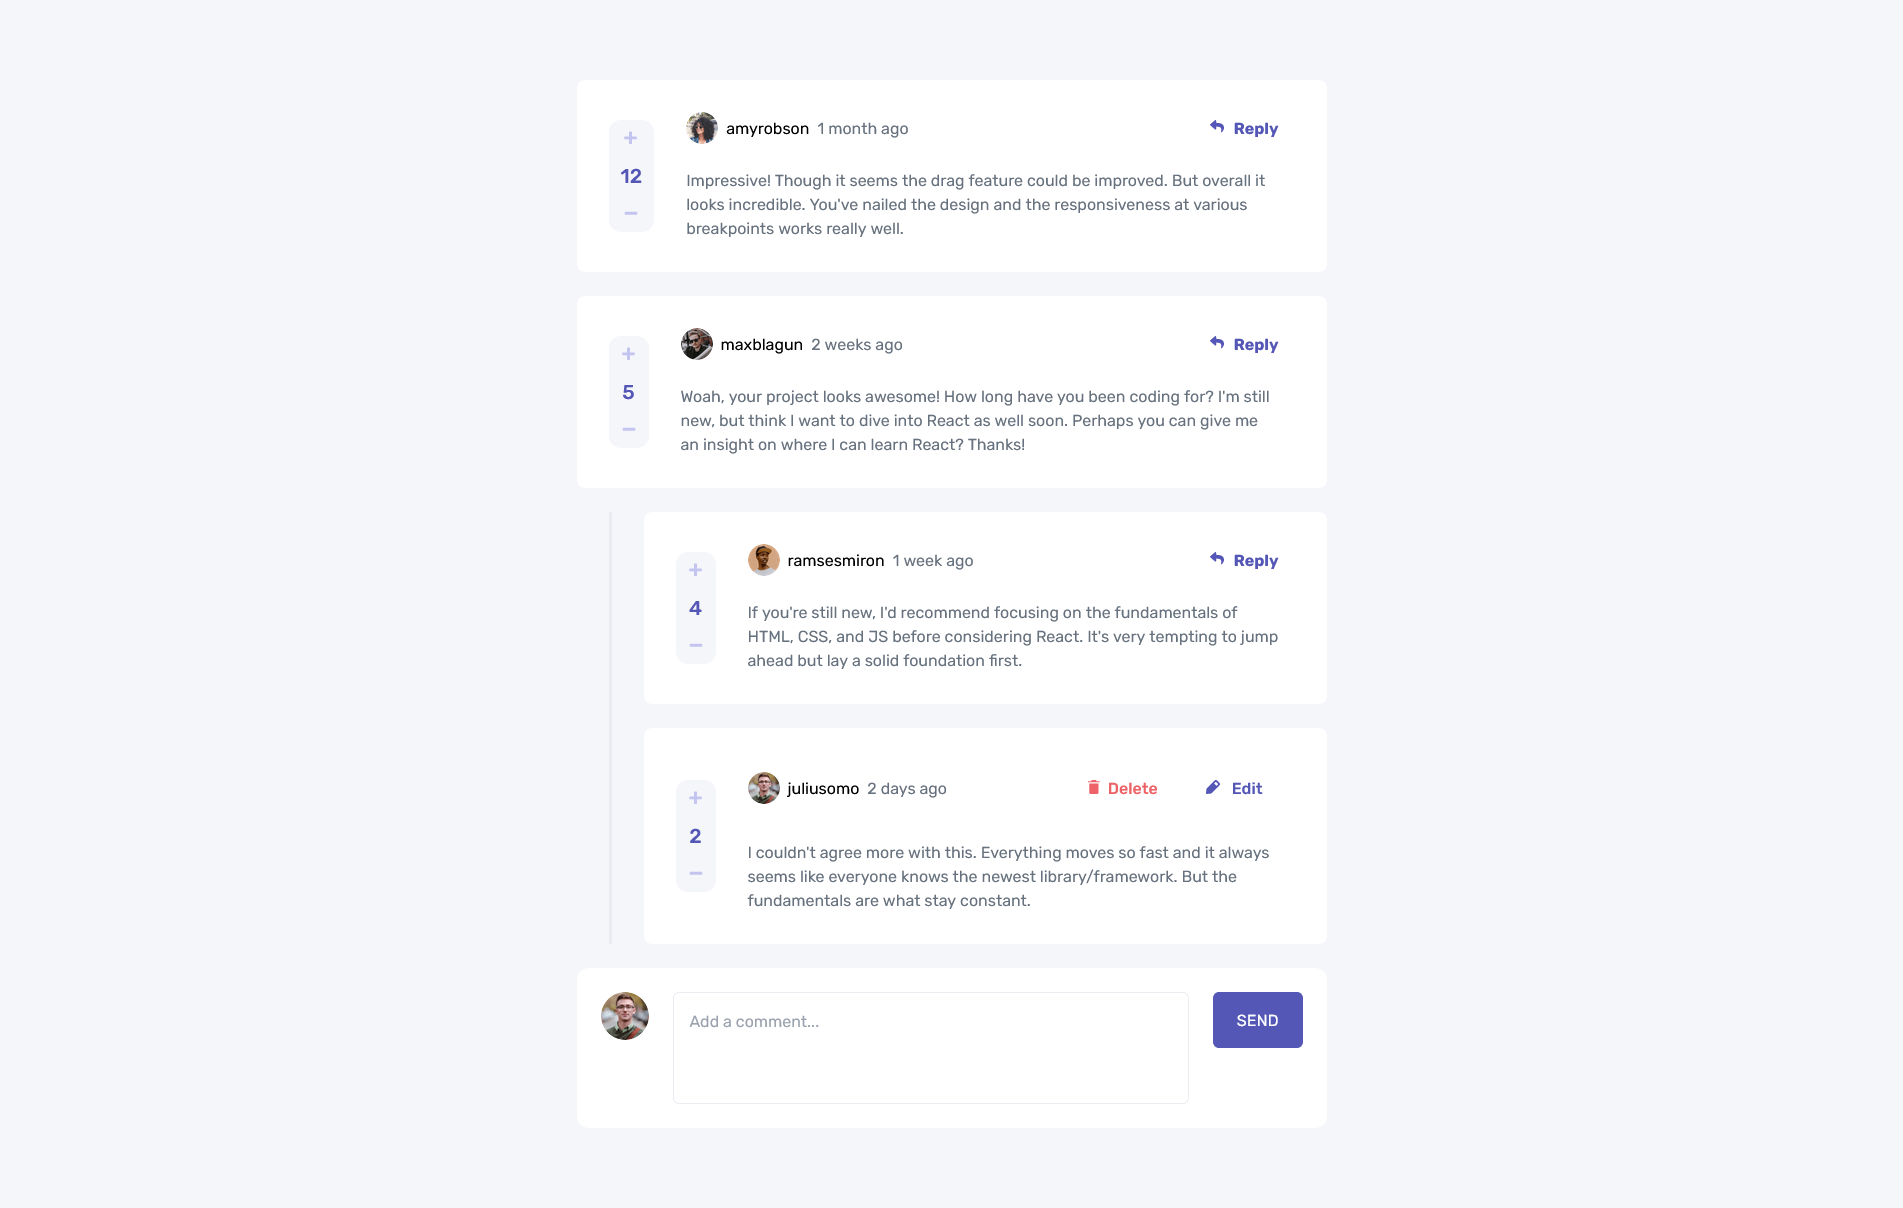 amyrobson 1 month ago Reply
+
12
−
Impressive! Though it seems the drag feature could be improved. But overall it
looks incredible. You've nailed the design and the responsiveness at various
breakpoints works really well.
maxblagun 2 weeks ago Reply
+
5
−
Woah, your project looks awesome! How long have you been coding for? I'm still
new, but think I want to dive into React as well soon. Perhaps you can give me
an insight on where I can learn React? Thanks!
ramsesmiron 1 week ago Reply
+
4
−
If you're still new, I'd recommend focusing on the fundamentals of
HTML, CSS, and JS before considering React. It's very tempting to jump
ahead but lay a solid foundation first.
juliusomo 2 days ago Delete Edit
+
2
−
I couldn't agree more with this. Everything moves so fast and it always
seems like everyone knows the newest library/framework. But the
fundamentals are what stay constant.
Add a comment... SEND